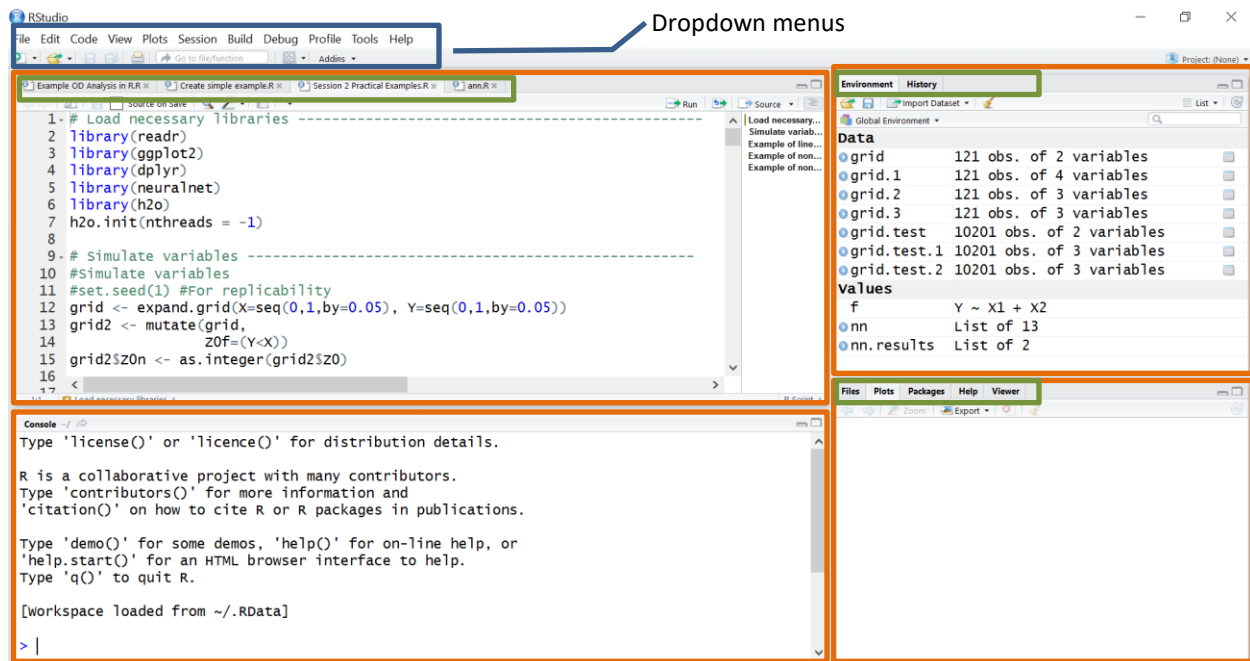 RStudio
Dropdown menus
File Edit Code View Plots Session Build Debug Profile Tools Help
Go to file/function Addins
Project: (None)
Example OD Analysis in R.R Create simple example.R Session 2 Practical Examples.R ann.R
Source on Save Run Source
1 # Load necessary libraries -----------------------------------------------
2 library(readr)
3 library(ggplot2)
4 library(dplyr)
5 library(neuralnet)
6 library(h2o)
7 h2o.init(nthreads = -1)
8
9 # Simulate variables -----------------------------------------------------
10 #Simulate variables
11 #set.seed(1) #For replicability
12 grid <- expand.grid(X=seq(0,1,by=0.05), Y=seq(0,1,by=0.05))
13 grid2 <- mutate(grid,
14 Z0f=(Y<X))
15 grid2$Z0n <- as.integer(grid2$Z0)
16
17
1:1 Load necessary libraries R Script
Load necessary...
Simulate variab...
Example of line...
Example of non...
Example of non...
Console ~/
Type 'license()' or 'licence()' for distribution details.
R is a collaborative project with many contributors.
Type 'contributors()' for more information and
'citation()' on how to cite R or R packages in publications.
Type 'demo()' for some demos, 'help()' for on-line help, or
'help.start()' for an HTML browser interface to help.
Type 'q()' to quit R.
[Workspace loaded from ~/.RData]
>
Environment History
Import Dataset List
Global Environment
Data
grid 121 obs. of 2 variables
grid.1 121 obs. of 4 variables
grid.2 121 obs. of 3 variables
grid.3 121 obs. of 3 variables
grid.test 10201 obs. of 2 variables
grid.test.1 10201 obs. of 3 variables
grid.test.2 10201 obs. of 3 variables
Values
f Y ~ X1 + X2
nn List of 13
nn.results List of 2
Files Plots Packages Help Viewer
Zoom Export